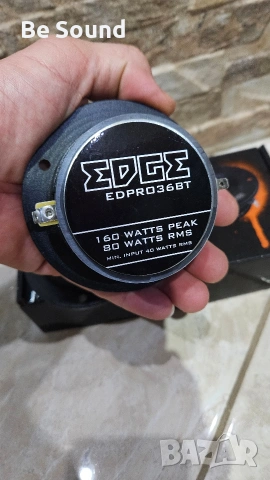 Be Sound
EDGE
EDPRO36BT
160 WATTS PEAK
80 WATTS RMS
MIN. INPUT 40 WATTS RMS
BAZAR